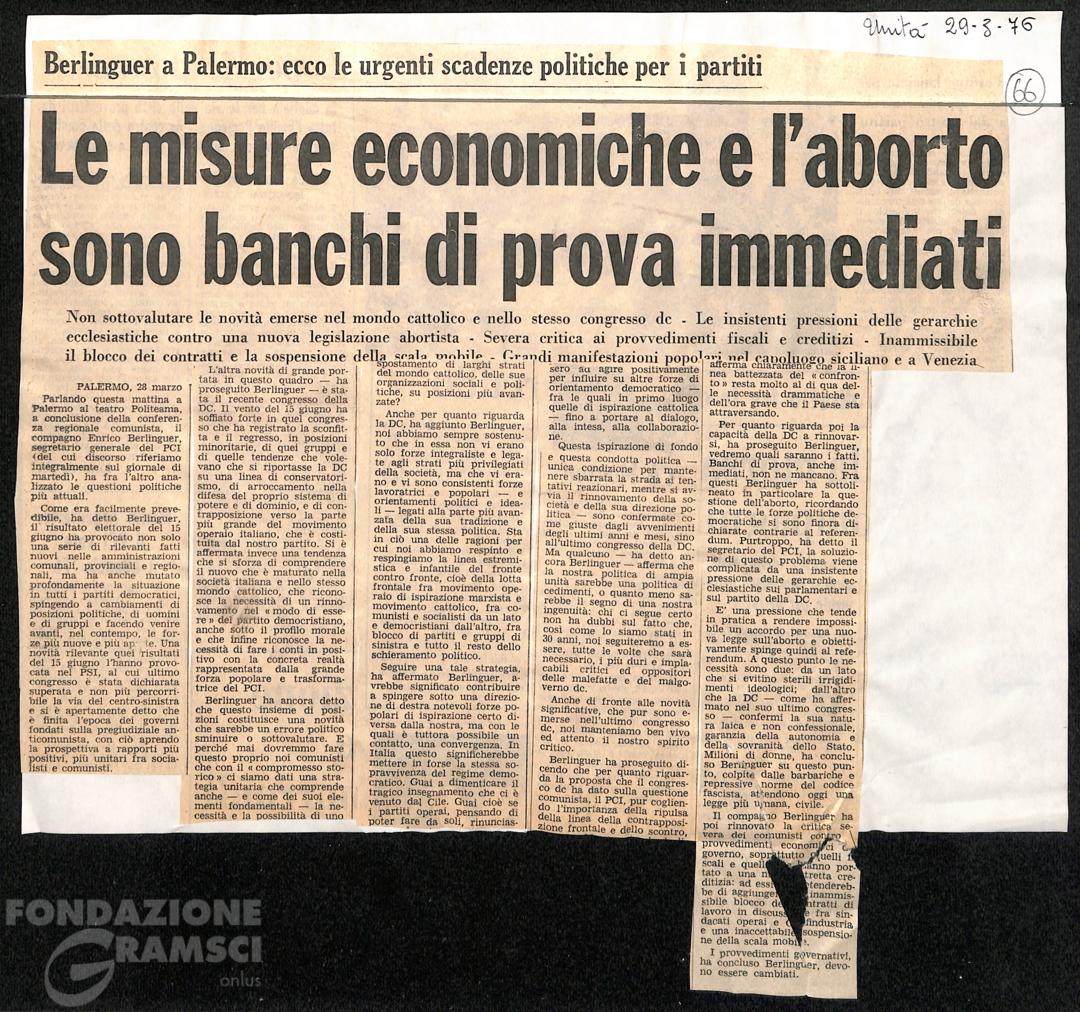 Unità 29-3-76
66
Berlinguer a Palermo: ecco le urgenti scadenze politiche per i partiti
Le misure economiche e l'aborto
sono banchi di prova immediati
Non sottovalutare le novità emerse nel mondo cattolico e nello stesso congresso dc - Le insistenti pressioni delle gerarchie
ecclesiastiche contro una nuova legislazione abortista - Severa critica ai provvedimenti fiscali e creditizi - Inammissibile
il blocco dei contratti e la sospensione della scala mobile - Grandi manifestazioni popolari nel capoluogo siciliano e a Venezia
PALERMO, 28 marzo
Parlando questa mattina a
Palermo al teatro Politeama,
a conclusione della conferen-
za regionale comunista, il
compagno Enrico Berlinguer,
segretario generale del PCI
(del cui discorso riferiamo
integralmente sul giornale di
martedì), ha fra l'altro ana-
lizzato le questioni politiche
più attuali.
Come era facilmente preve-
dibile, ha detto Berlinguer,
il risultato elettorale del 15
giugno ha provocato non solo
una serie di rilevanti fatti
nuovi nelle amministrazioni
comunali, provinciali e regio-
nali, ma ha anche mutato
profondamente la situazione
in tutti i partiti democratici,
spingendo a cambiamenti di
posizioni politiche, di uomini
e di gruppi e facendo venire
avanti, nel contempo, le for-
ze più nuove e più aperte. Una
novità rilevante quei risultati
del 15 giugno l'hanno provo-
cata nel PSI, al cui ultimo
congresso è stata dichiarata
superata e non più percorri-
bile la via del centro-sinistra
e si è apertamente detto che
è finita l'epoca dei governi
fondati sulla pregiudiziale an-
ticomunista, con ciò aprendo
la prospettiva a rapporti più
positivi, più unitari fra socia-
listi e comunisti.
L'altra novità di grande por-
tata in questo quadro — ha
proseguito Berlinguer — è sta-
ta il recente congresso della
DC. Il vento del 15 giugno ha
soffiato forte in quel congres-
so che ha registrato la sconfit-
ta e il regresso, in posizioni
minoritarie, di quei gruppi e
di quelle tendenze che vole-
vano che si riportasse la DC
su una linea di conservatori-
smo, di arroccamento nella
difesa del proprio sistema di
potere e di dominio, e di con-
trapposizione verso la parte
più grande del movimento
operaio italiano, che è costi-
tuita dal nostro partito. Si è
affermata invece una tendenza
che si sforza di comprendere
il nuovo che è maturato nella
società italiana e nello stesso
mondo cattolico, che ricono-
sce la necessità di un rinno-
vamento nel « modo di esse-
re » del partito democristiano,
anche sotto il profilo morale
e che infine riconosce la ne-
cessità di fare i conti in po-
sitivo con la concreta realtà
rappresentata dalla grande
forza popolare e trasforma-
trice del PCI.
Berlinguer ha ancora detto
che questo insieme di posi-
zioni costituisce una novità
che sarebbe un errore politico
sminuire o sottovalutare. E
perchè mai dovremmo fare
questo proprio noi comunisti
che con il « compromesso sto-
rico » ci siamo dati una stra-
tegia unitaria che comprende
anche — e come dei suoi ele-
menti fondamentali — la ne-
cessità e la possibilità di uno
spostamento di larghi strati
del mondo cattolico, delle sue
organizzazioni sociali e poli-
tiche, su posizioni più avan-
zate?
Anche per quanto riguarda
la DC, ha aggiunto Berlinguer,
noi abbiamo sempre sostenu-
to che in essa non vi erano
solo forze integraliste e lega-
te agli strati più privilegiati
della società, ma che vi era-
no e vi sono consistenti forze
lavoratrici e popolari — e
orientamenti politici e idea-
li — legati alla parte più avan-
zata della sua tradizione e
della sua stessa politica. Sta
in ciò una delle ragioni per
cui noi abbiamo respinto e
respingiamo la linea estremi-
stica e infantile del fronte
contro fronte, cioè della lotta
frontale fra movimento ope-
raio di ispirazione marxista e
movimento cattolico, fra co-
munisti e socialisti da un lato
e democristiani dall'altro, fra
blocco di partiti e gruppi di
sinistra e tutto il resto dello
schieramento politico.
Seguire una tale strategia,
ha affermato Berlinguer, a-
vrebbe significato contribuire
a spingere sotto una direzio-
ne di destra notevoli forze po-
polari di ispirazione certo di-
versa dalla nostra, ma con le
quali è tuttora possibile un
contatto, una convergenza. In
Italia questo significherebbe
mettere in forse la stessa so-
pravvivenza del regime demo-
cratico. Guai a dimenticare il
tragico insegnamento che ci è
venuto dal Cile. Guai cioè se
i partiti operai, pensando di
poter fare da soli, rinuncias-
sero ad agire positivamente
per influire su altre forze di
orientamento democratico —
fra le quali in primo luogo
quelle di ispirazione cattolica
— fino a portare al dialogo,
alla intesa, alla collaborazio-
ne.
Questa ispirazione di fondo
e questa condotta politica —
unica condizione per mante-
nere sbarrata la strada ai ten-
tativi reazionari, mentre si av-
via il rinnovamento della so-
cietà e della sua direzione po-
litica — sono confermate co-
me giuste dagli avvenimenti
degli ultimi anni e mesi, sino
all'ultimo congresso della DC.
Ma qualcuno — ha detto an-
cora Berlinguer — afferma che
la nostra politica di ampia
unità sarebbe una politica di
cedimenti, o quanto meno sa-
rebbe il segno di una nostra
ingenuità: chi ci segue certo
non ha dubbi sul fatto che,
così come lo siamo stati in
30 anni, noi seguiteremo a es-
sere, tutte le volte che sarà
necessario, i più duri e impla-
cabili critici ed oppositori
delle malefatte e del malgo-
verno dc.
Anche di fronte alle novità
significative, che pur sono e-
merse nell'ultimo congresso
dc, noi manteniamo ben vivo
ed attento il nostro spirito
critico.
Berlinguer ha proseguito di-
cendo che per quanto riguar-
da la proposta che il congres-
so dc ha dato sulla questione
comunista, il PCI, pur coglien-
do l'importanza della ripulsa
della linea della contrapposi-
zione frontale e dello scontro,
afferma chiaramente che la li-
nea battezzata del « confron-
to » resta molto al di qua del-
le necessità drammatiche e
dell'ora grave che il Paese sta
attraversando.
Per quanto riguarda poi la
capacità della DC a rinnovar-
si, ha proseguito Berlinguer,
vedremo quali saranno i fatti.
Banchi di prova, anche im-
mediati, non ne mancano. Fra
questi Berlinguer ha sottoli-
neato in particolare la questio-
ne dell'aborto, ricordando
che tutte le forze politiche de-
mocratiche si sono finora di-
chiarate contrarie al referen-
dum. Purtroppo, ha detto il
segretario del PCI, la soluzio-
ne di questo problema viene
complicata da una insistente
pressione delle gerarchie ec-
clesiastiche sui parlamentari e
sul partito della DC.
E' una pressione che tende
in pratica a rendere impossi-
bile un accordo per una nuo-
va legge sull'aborto e obietti-
vamente spinge quindi al refe-
rendum. A questo punto le ne-
cessità sono due: da un lato
che si evitino sterili irrigidi-
menti ideologici; dall'altro
che la DC — come ha affer-
mato nel suo ultimo congres-
so — confermi la sua natu-
ra laica e non confessionale,
garanzia della autonomia e
della sovranità dello Stato.
Milioni di donne, ha conclu-
so Berlinguer su questo pun-
to, colpite dalle barbariche e
repressive norme del codice
fascista, attendono oggi una
legge più umana, civile.
Il compagno Berlinguer ha
poi rinnovato la critica se-
vera dei comunisti contro i
provvedimenti economici
governo, soprattutto quelli
scali e quelli hanno por-
tato a una stretta cre-
ditizia: ad essi
be di aggiungere inammis-
sibile blocco dei contratti di
lavoro in discussione fra sin-
dacati operai e Confindustria
e una inaccettabile sospensio-
ne della scala mobile.
I provvedimenti governativi,
ha concluso Berlinguer, devo-
no essere cambiati.
FONDAZIONE
GRAMSCI
onlus